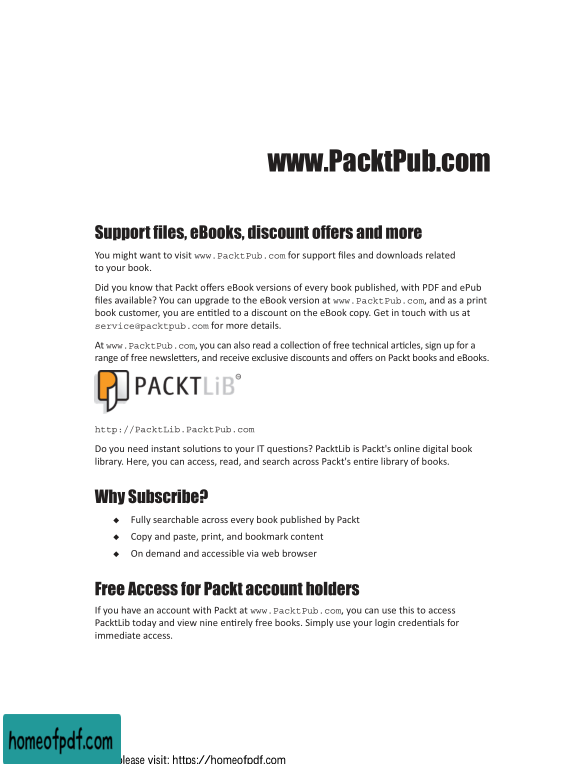 www.PacktPub.com
Support files, eBooks, discount offers and more
You might want to visit www.PacktPub.com for support files and downloads related
to your book.
Did you know that Packt offers eBook versions of every book published, with PDF and ePub
files available? You can upgrade to the eBook version at www.PacktPub.com, and as a print
book customer, you are entitled to a discount on the eBook copy. Get in touch with us at
service@packtpub.com for more details.
At www.PacktPub.com, you can also read a collection of free technical articles, sign up for a
range of free newsletters, and receive exclusive discounts and offers on Packt books and eBooks.
PACKTLiB
http://PacktLib.PacktPub.com
Do you need instant solutions to your IT questions? PacktLib is Packt's online digital book
library. Here, you can access, read, and search across Packt's entire library of books.
Why Subscribe?
◆ Fully searchable across every book published by Packt
◆ Copy and paste, print, and bookmark content
◆ On demand and accessible via web browser
Free Access for Packt account holders
If you have an account with Packt at www.PacktPub.com, you can use this to access
PacktLib today and view nine entirely free books. Simply use your login credentials for
immediate access.
homeofpdf.com
please visit: https://homeofpdf.com